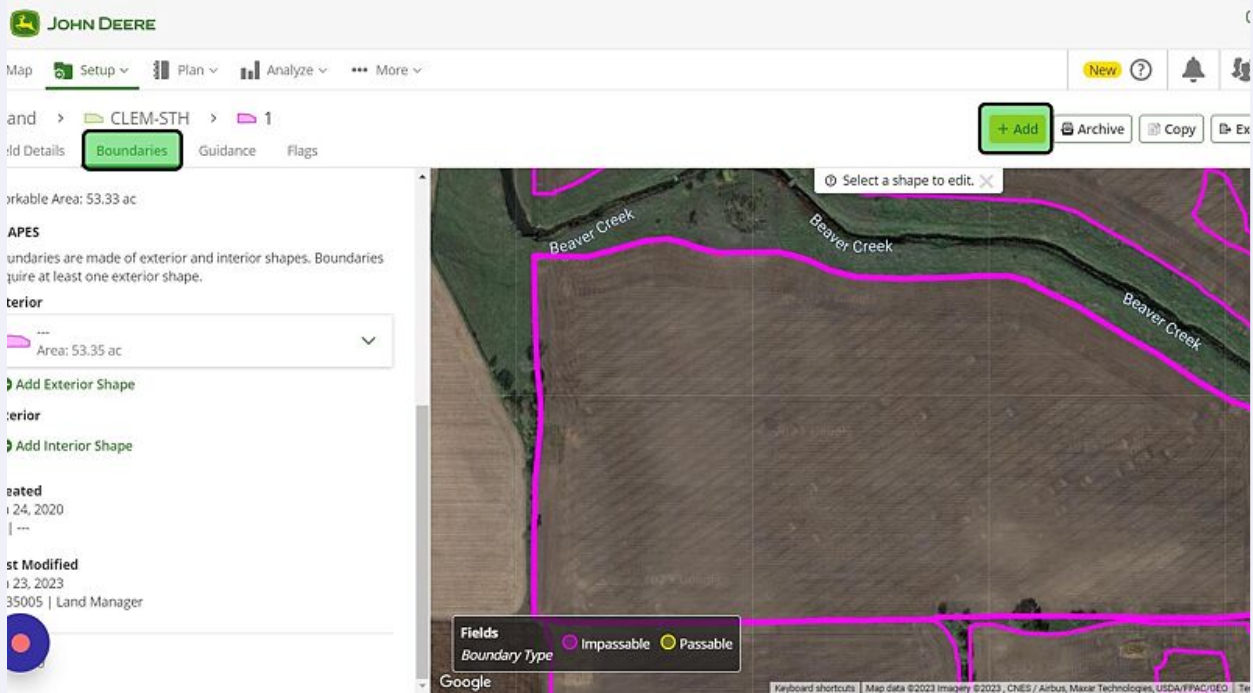 JOHN DEERE
Map Setup Plan Analyze ••• More New ?
and > CLEM-STH > 1
+ Add Archive Copy Ex
eld Details Boundaries Guidance Flags
orkable Area: 53.33 ac
APES
undaries are made of exterior and interior shapes. Boundaries
quire at least one exterior shape.
terior
---
Area: 53.35 ac
Add Exterior Shape
terior
Add Interior Shape
eated
24, 2020
| ---
st Modified
23, 2023
35005 | Land Manager
Select a shape to edit.
Beaver Creek
Beaver Creek
Beaver Creek
Fields
Boundary Type
Impassable Passable
Google
Keyboard shortcuts Map data ©2023 Imagery ©2023 , CNES / Airbus, Maxar Technologies, USDA/FPAC/GEO